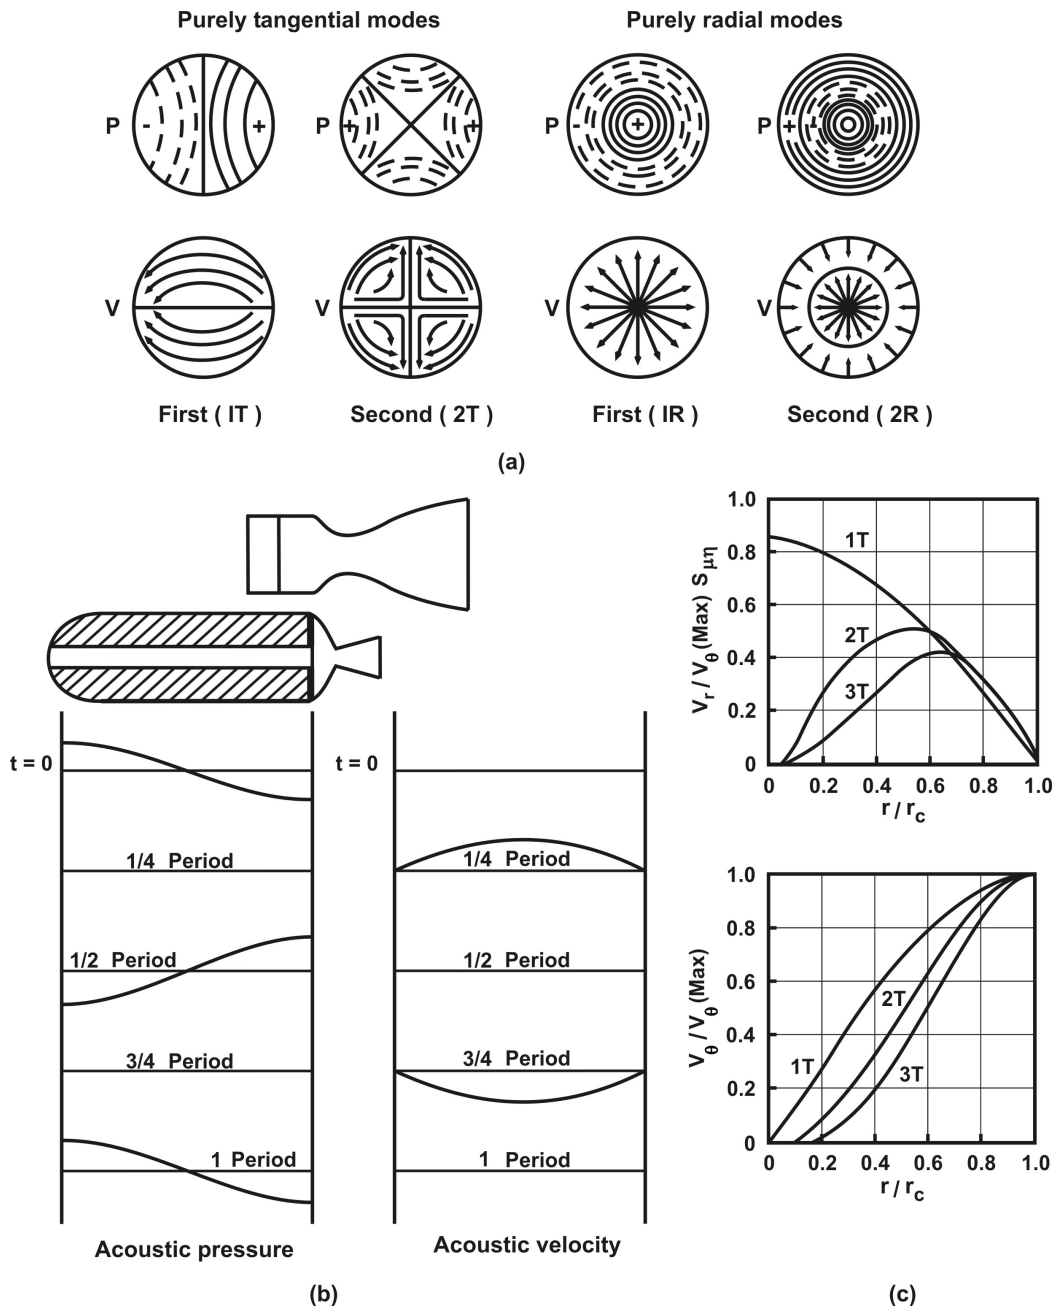 Purely tangential modes
Purely radial modes
P
-
+
P
+
+
P
-
+
P
+
-
V
V
V
V
First ( IT )
Second ( 2T )
First ( IR )
Second ( 2R )
(a)
t = 0
1/4 Period
1/2 Period
3/4 Period
1 Period
Acoustic pressure
t = 0
1/4 Period
1/2 Period
3/4 Period
1 Period
Acoustic velocity
(b)
V_r / V_θ (Max) S_μη
1.0
0.8
0.6
0.4
0.2
0
1T
2T
3T
0.2 0.4 0.6 0.8 1.0
r / r_c
V_θ / V_θ (Max)
1.0
0.8
0.6
0.4
0.2
0
1T
2T
3T
0 0.2 0.4 0.6 0.8 1.0
r / r_c
(c)